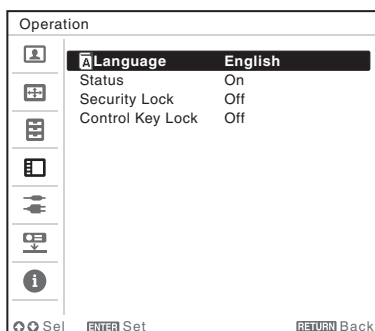 Operation
A Language English
Status On
Security Lock Off
Control Key Lock Off
Sel ENTER Set RETURN Back